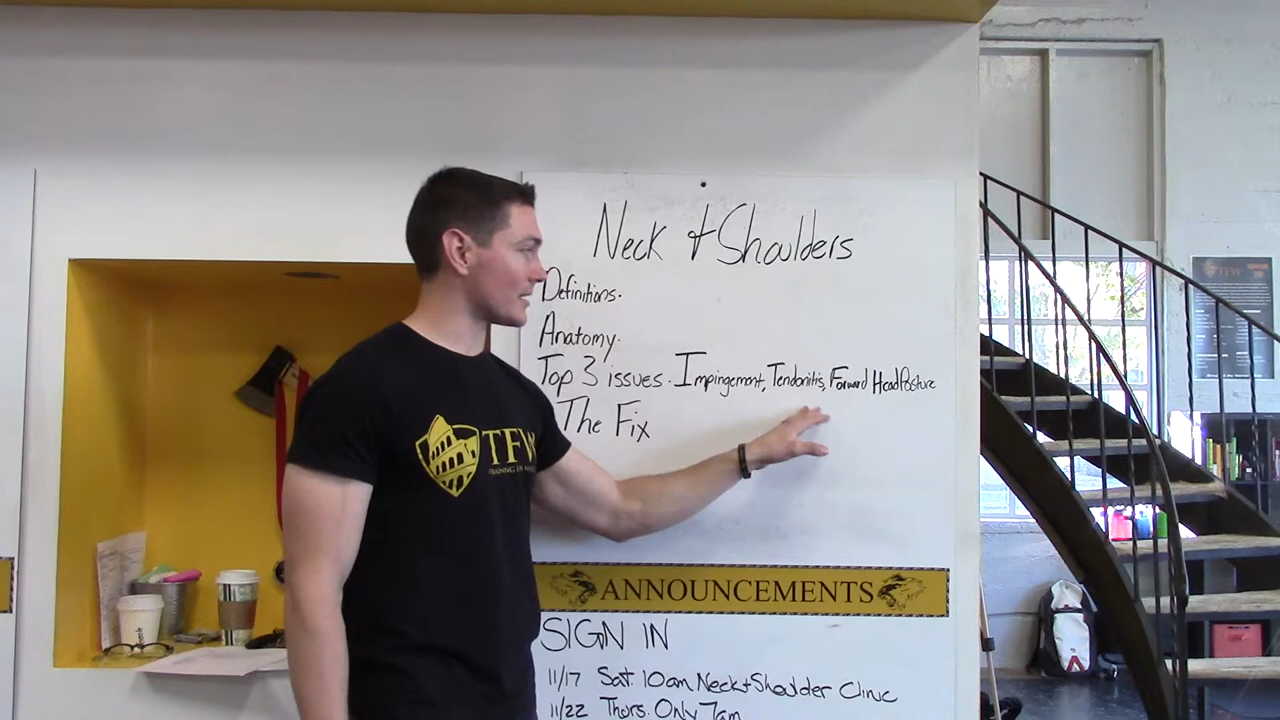 Neck + Shoulders
Definitions.
Anatomy.
Top 3 issues. Impingement, Tendonitis, Forward Head Posture
The Fix
TFW
ANNOUNCEMENTS
SIGN IN
11/17 Sat. 10am Neck + Shoulder Clinic
11/22 Thurs. Only 7am
TFW